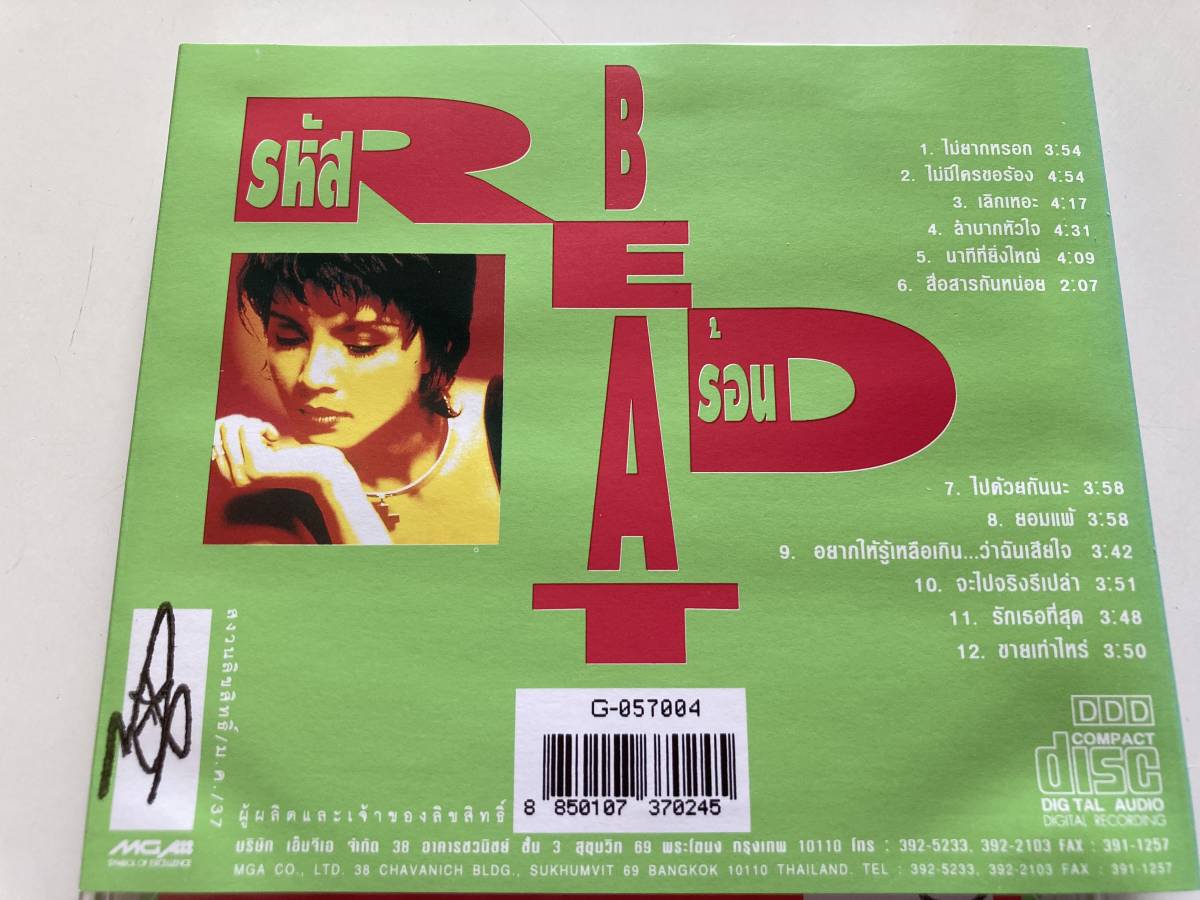 รหัส
RED
BEAT
ร้อน
1. ไม่ยากหรอก 3:54
2. ไม่มีใครขอร้อง 4:54
3. เลิกเหอะ 4:17
4. ลำบากหัวใจ 4:31
5. นาทีที่ยิ่งใหญ่ 4:09
6. สื่อสารกันหน่อย 2:07
7. ไปด้วยกันนะ 3:58
8. ยอมแพ้ 3:58
9. อยากให้รู้เหลือเกิน...ว่าฉันเสียใจ 3:42
10. จะไปจริงรึเปล่า 3:51
11. รักเธอที่สุด 3:48
12. ขายเท่าไหร่ 3:50
สงวนลิขสิทธิ์/ม.ค./37
G-057004
8 850107 370245
DDD
COMPACT
disc
DIGITAL AUDIO
DIGITAL RECORDING
ผู้ผลิตและเจ้าของลิขสิทธิ์
MGA
SYMBOL OF EXCELLENCE
บริษัท เอ็มจีเอ จำกัด 38 อาคารชวนิชย์ ชั้น 3 สุขุมวิท 69 พระโขนง กรุงเทพ 10110 โทร : 392-5233, 392-2103 FAX : 391-1257
MGA CO., LTD. 38 CHAVANICH BLDG., SUKHUMVIT 69 BANGKOK 10110 THAILAND. TEL : 392-5233, 392-2103 FAX : 391-1257